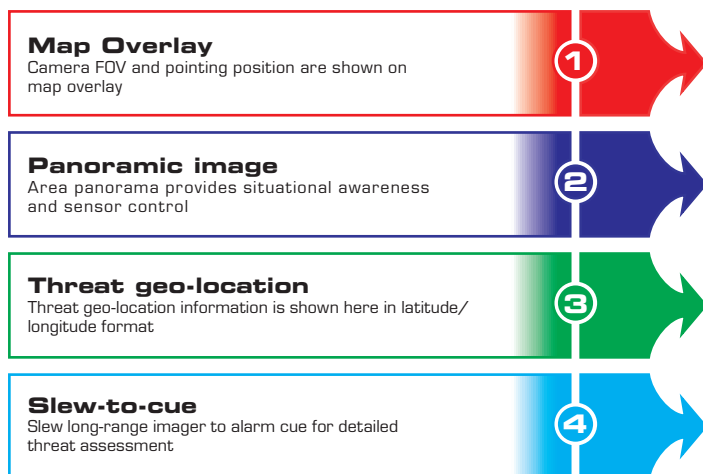 Map Overlay
Camera FOV and pointing position are shown on
map overlay
1
Panoramic image
Area panorama provides situational awareness
and sensor control
2
Threat geo-location
Threat geo-location information is shown here in latitude/
longitude format
3
Slew-to-cue
Slew long-range imager to alarm cue for detailed
threat assessment
4